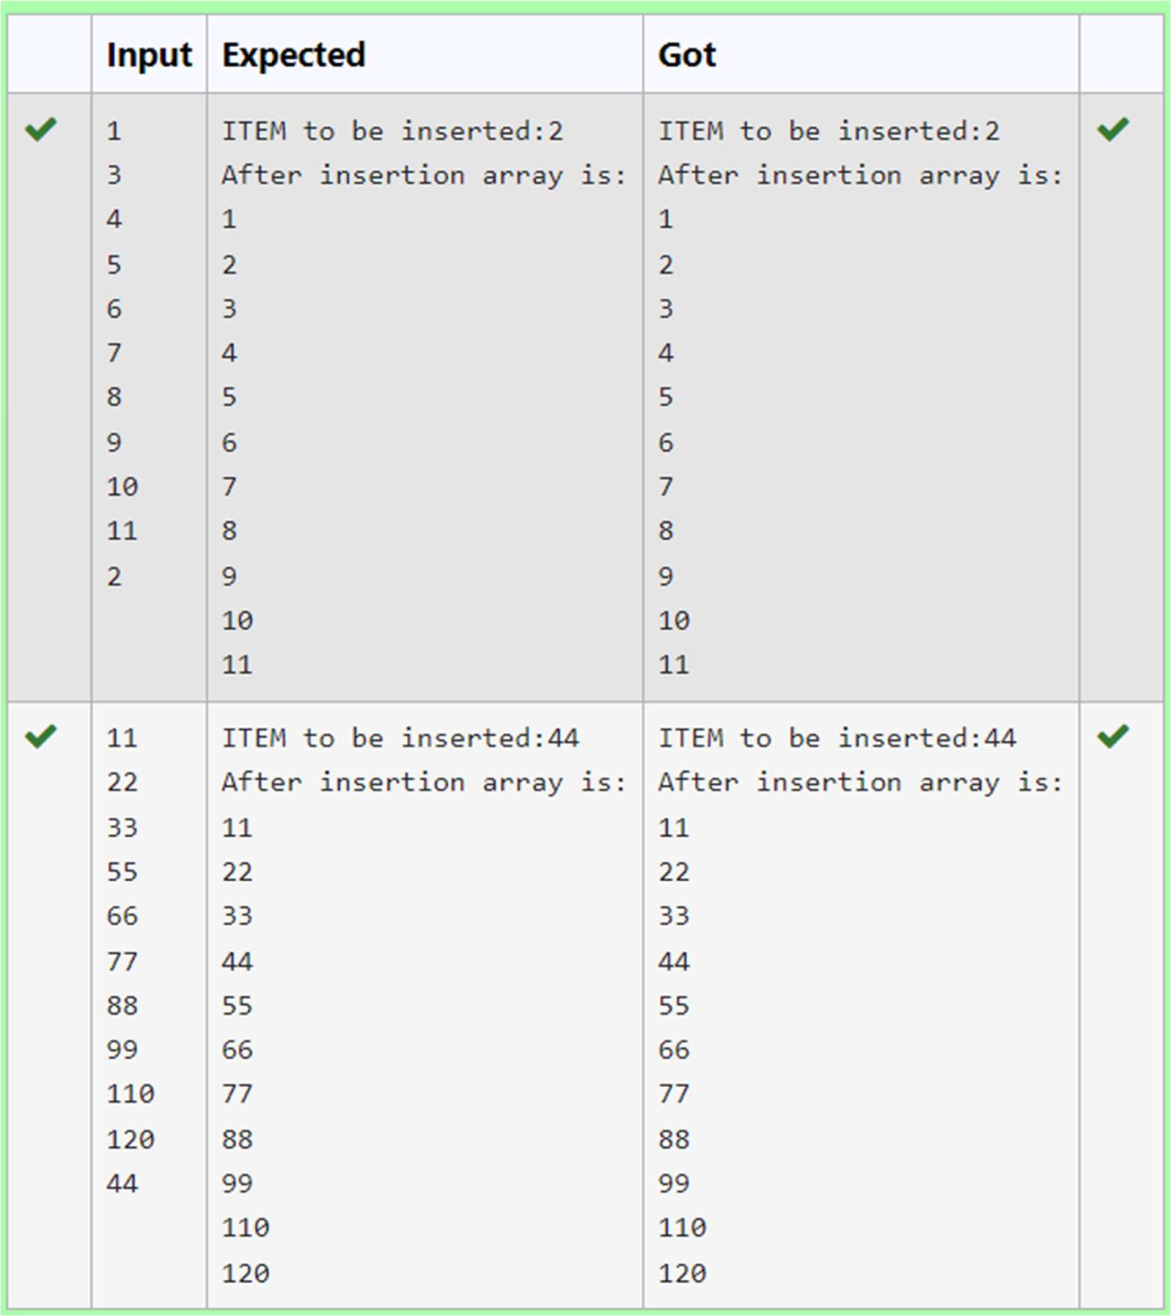 Input Expected Got
1 ITEM to be inserted:2 ITEM to be inserted:2
3 After insertion array is: After insertion array is:
4 1 1
5 2 2
6 3 3
7 4 4
8 5 5
9 6 6
10 7 7
11 8 8
2 9 9
10 10
11 11
11 ITEM to be inserted:44 ITEM to be inserted:44
22 After insertion array is: After insertion array is:
33 11 11
55 22 22
66 33 33
77 44 44
88 55 55
99 66 66
110 77 77
120 88 88
44 99 99
110 110
120 120